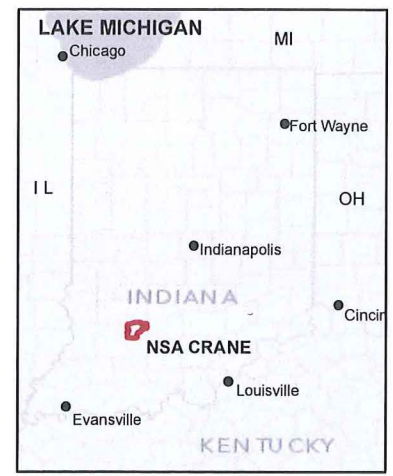 LAKE MICHIGAN
MI
Chicago
Fort Wayne
IL
OH
Indianapolis
INDIANA
Cincin
NSA CRANE
Louisville
Evansville
KENTUCKY